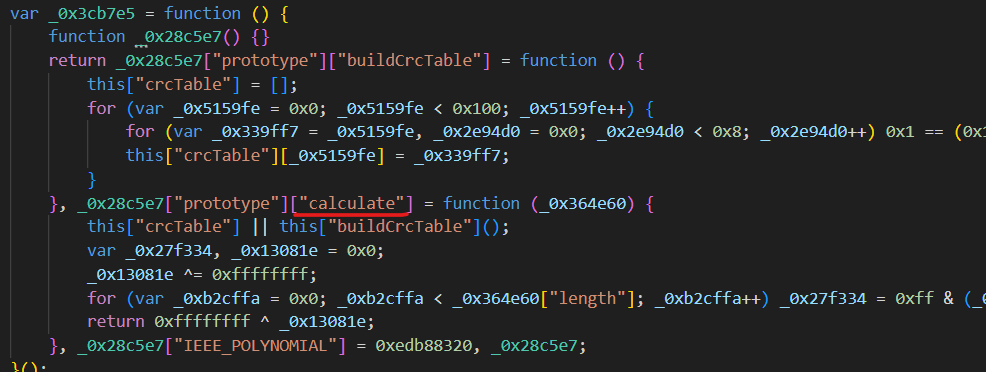 var _0x3cb7e5 = function () {
function _0x28c5e7() {}
return _0x28c5e7["prototype"]["buildCrcTable"] = function () {
this["crcTable"] = [];
for (var _0x5159fe = 0x0; _0x5159fe < 0x100; _0x5159fe++) {
for (var _0x339ff7 = _0x5159fe, _0x2e94d0 = 0x0; _0x2e94d0 < 0x8; _0x2e94d0++) 0x1 == (0x1
this["crcTable"][_0x5159fe] = _0x339ff7;
}
}, _0x28c5e7["prototype"]["calculate"] = function (_0x364e60) {
this["crcTable"] || this["buildCrcTable"]();
var _0x27f334, _0x13081e = 0x0;
_0x13081e ^= 0xffffffff;
for (var _0xb2cffa = 0x0; _0xb2cffa < _0x364e60["length"]; _0xb2cffa++) _0x27f334 = 0xff & (_0
return 0xffffffff ^ _0x13081e;
}, _0x28c5e7["IEEE_POLYNOMIAL"] = 0xedb88320, _0x28c5e7;
}();